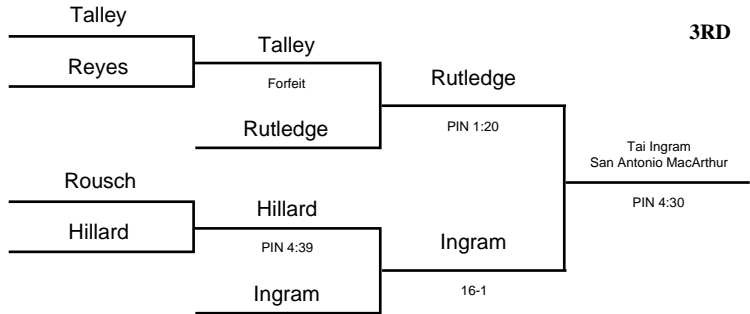 Talley
3RD
Talley
Reyes
Forfeit
Rutledge
Rutledge
PIN 1:20
Tai Ingram
San Antonio MacArthur
Rousch
PIN 4:30
Hillard
Hillard
PIN 4:39
Ingram
Ingram
16-1